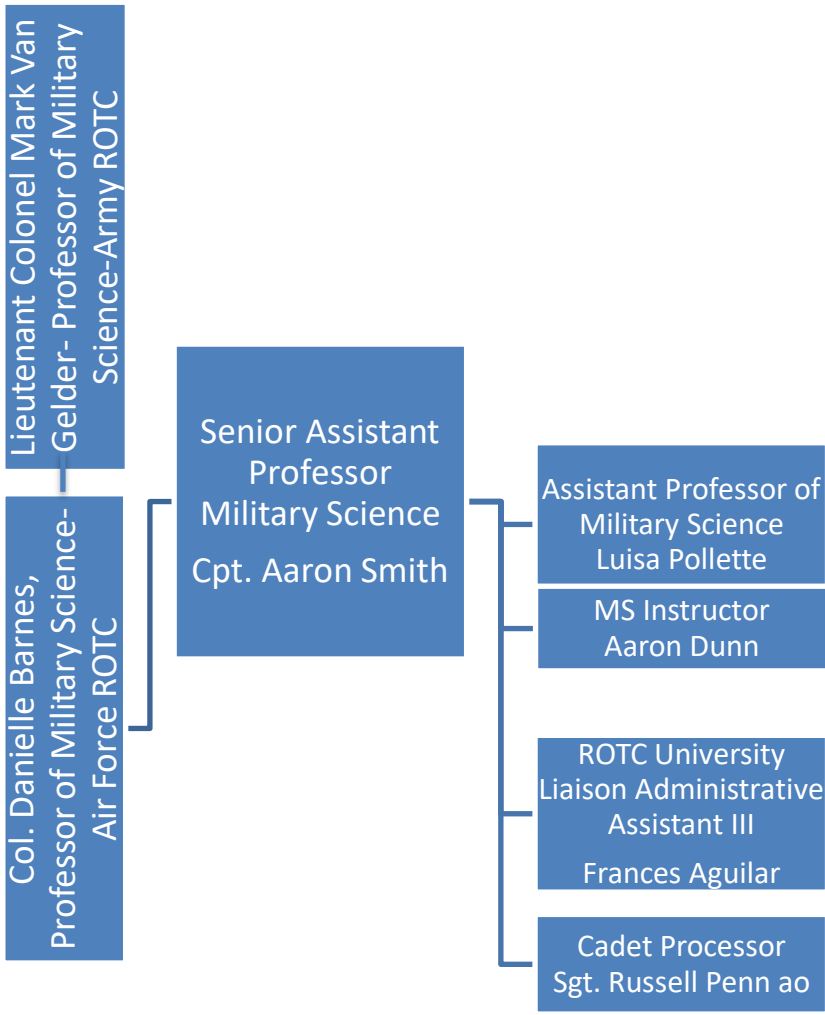 Lieutenant Colonel Mark Van
Gelder- Professor of Military
Science-Army ROTC
Col. Danielle Barnes,
Professor of Military Science-
Air Force ROTC
Senior Assistant
Professor
Military Science
Cpt. Aaron Smith
Assistant Professor of
Military Science
Luisa Pollette
MS Instructor
Aaron Dunn
ROTC University
Liaison Administrative
Assistant III
Frances Aguilar
Cadet Processor
Sgt. Russell Penn ao